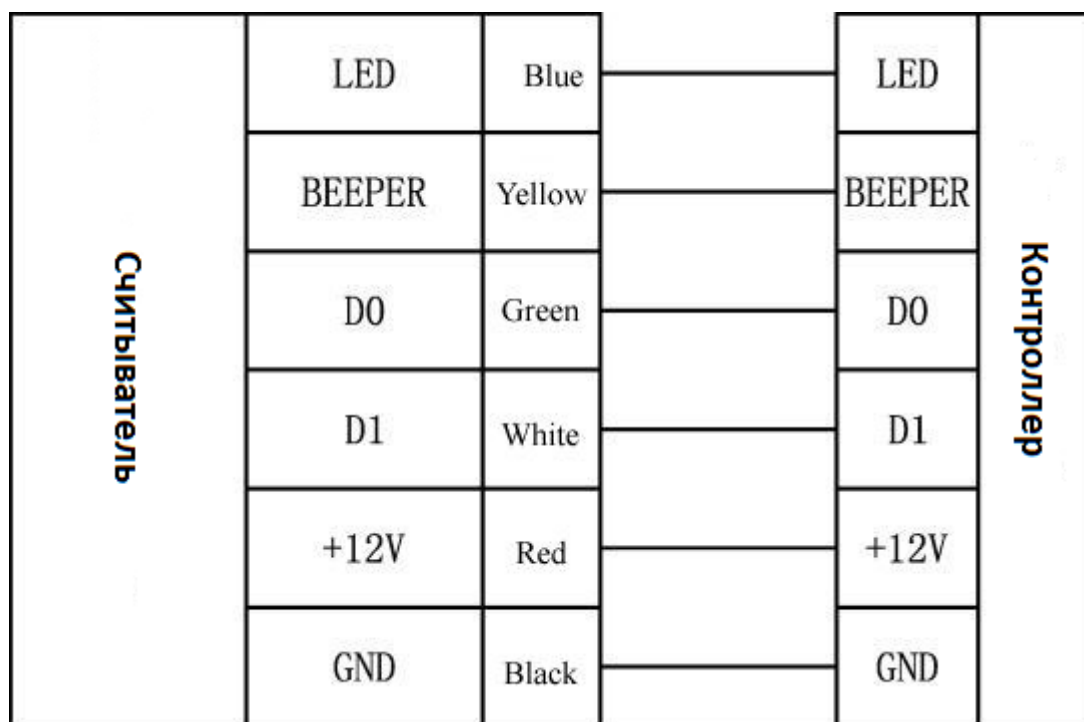 Считыватель
LED Blue LED
BEEPER Yellow BEEPER
D0 Green D0
D1 White D1
+12V Red +12V
GND Black GND
Контроллер